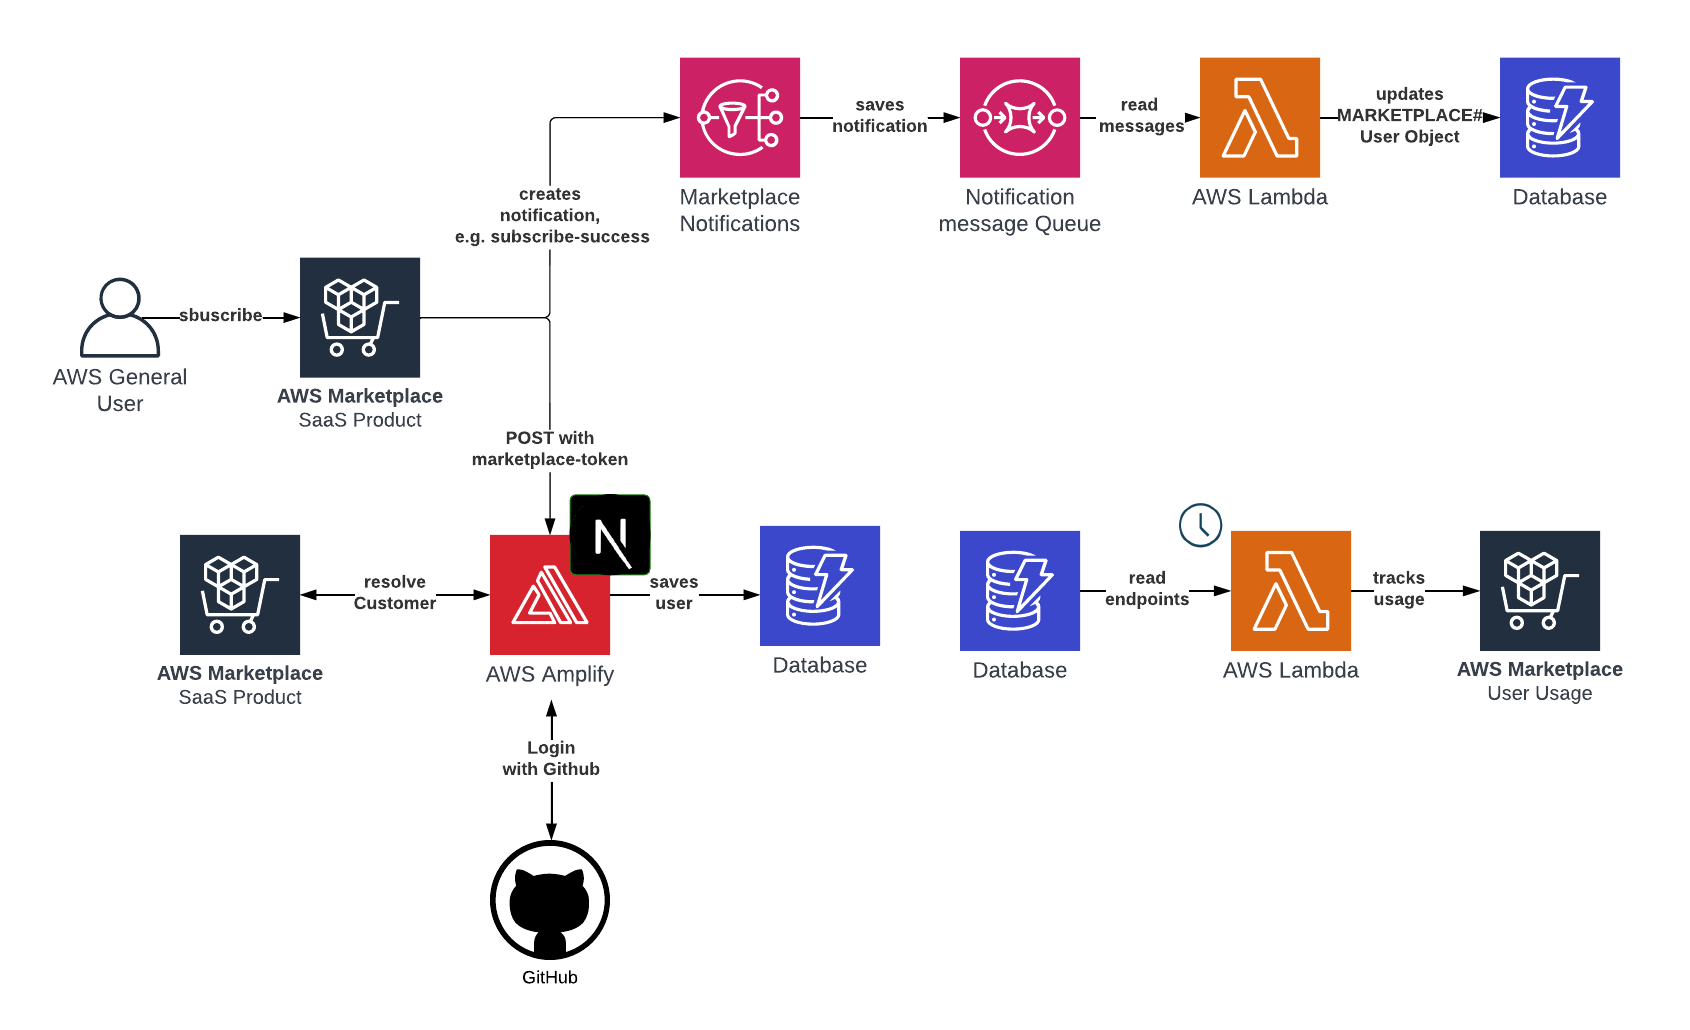 saves
notification
read
messages
updates
MARKETPLACE#
User Object
Marketplace
Notifications
Notification
message Queue
AWS Lambda
Database
creates
notification,
e.g. subscribe-success
sbuscribe
AWS General
User
AWS Marketplace
SaaS Product
POST with
marketplace-token
N
resolve
Customer
saves
user
read
endpoints
tracks
usage
AWS Marketplace
SaaS Product
AWS Amplify
Database
Database
AWS Lambda
AWS Marketplace
User Usage
Login
with Github
GitHub